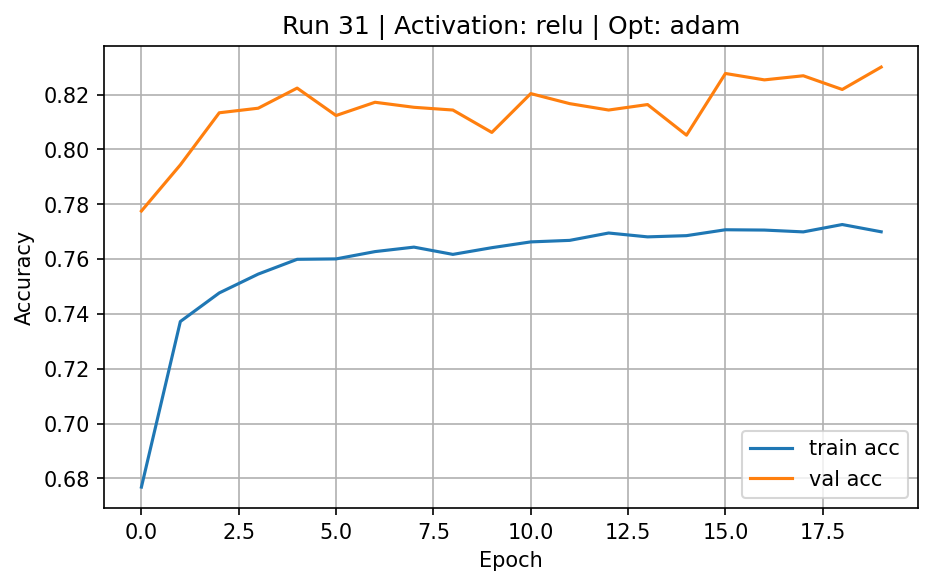 Run 31 | Activation: relu | Opt: adam
Accuracy
0.82
0.80
0.78
0.76
0.74
0.72
0.70
0.68
train acc
val acc
0.0 2.5 5.0 7.5 10.0 12.5 15.0 17.5
Epoch